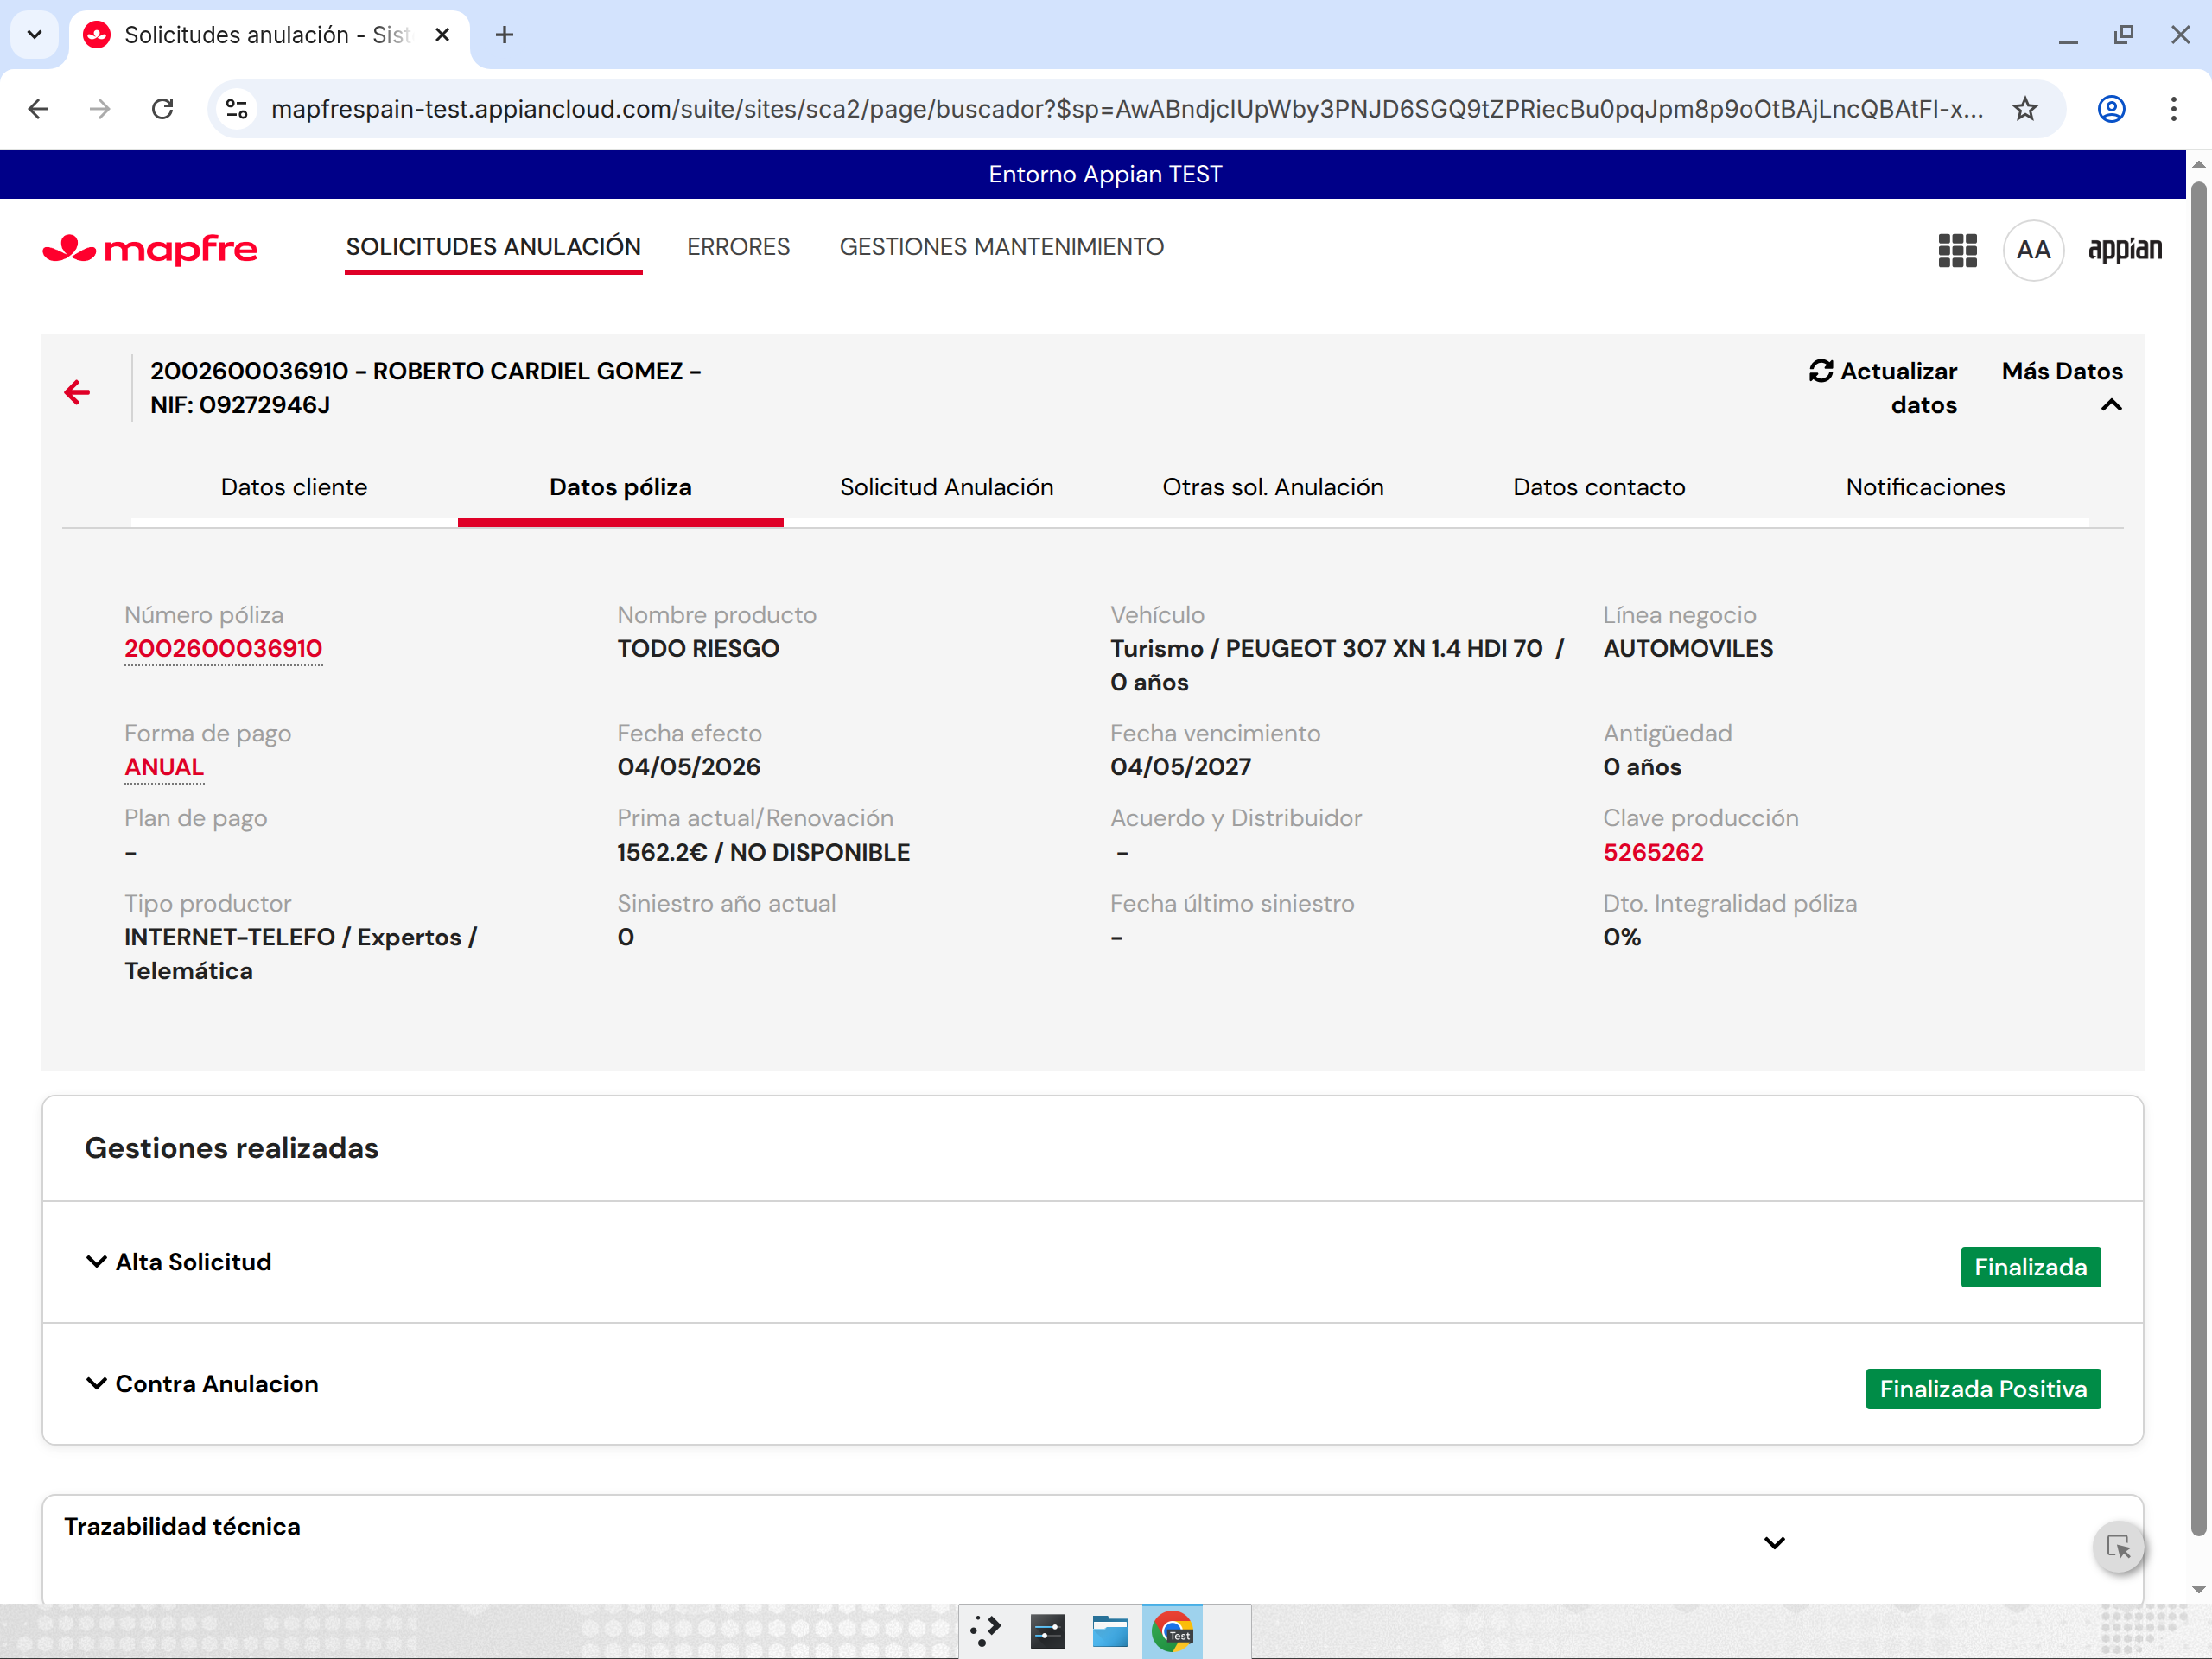 Solicitudes anulación - Sist
mapfrespain-test.appiancloud.com/suite/sites/sca2/page/buscador?$sp=AwABndjcIUpWby3PNJD6SGQ9tZPRiecBu0pqJpm8p9oOtBAjLncQBAtFI-x...
Entorno Appian TEST
mapfre
SOLICITUDES ANULACIÓN
ERRORES
GESTIONES MANTENIMIENTO
AA
appian
2002600036910 - ROBERTO CARDIEL GOMEZ -
NIF: 09272946J
Actualizar
datos
Más Datos
Datos cliente
Datos póliza
Solicitud Anulación
Otras sol. Anulación
Datos contacto
Notificaciones
Número póliza
2002600036910
Nombre producto
TODO RIESGO
Vehículo
Turismo / PEUGEOT 307 XN 1.4 HDI 70 /
0 años
Línea negocio
AUTOMOVILES
Forma de pago
ANUAL
Fecha efecto
04/05/2026
Fecha vencimiento
04/05/2027
Antigüedad
0 años
Plan de pago
-
Prima actual/Renovación
1562.2€ / NO DISPONIBLE
Acuerdo y Distribuidor
-
Clave producción
5265262
Tipo productor
INTERNET-TELEFO / Expertos /
Telemática
Siniestro año actual
0
Fecha último siniestro
-
Dto. Integralidad póliza
0%
Gestiones realizadas
Alta Solicitud
Finalizada
Contra Anulacion
Finalizada Positiva
Trazabilidad técnica
Test